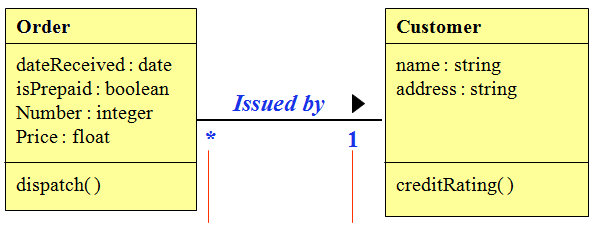 Order
dateReceived : date
isPrepaid : boolean
Number : integer
Price : float
dispatch( )
Issued by
* 1
Customer
name : string
address : string
creditRating( )